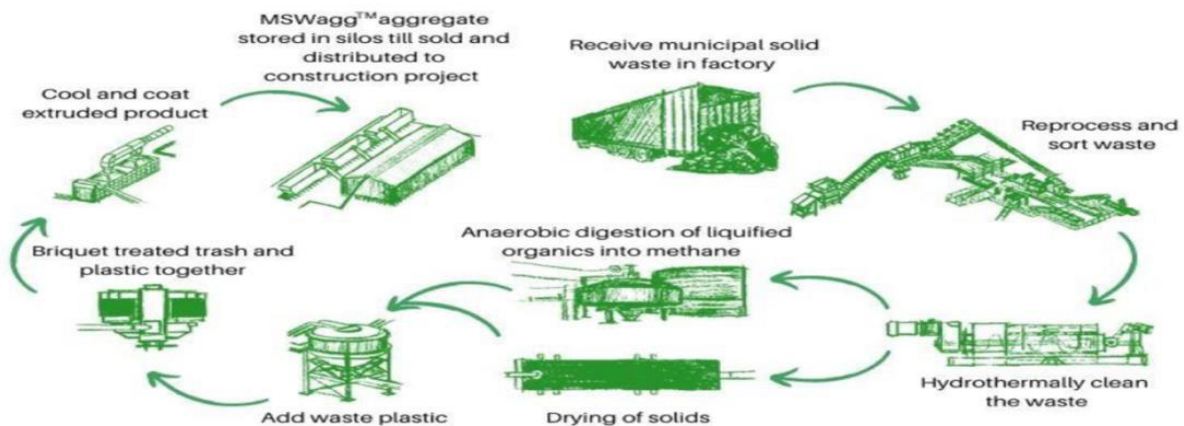 MSWagg™ aggregate
stored in silos till sold and
distributed to
construction project
Receive municipal solid
waste in factory
Cool and coat
extruded product
Reprocess and
sort waste
Briquet treated trash and
plastic together
Anaerobic digestion of liquified
organics into methane
Add waste plastic
Drying of solids
Hydrothermally clean
the waste